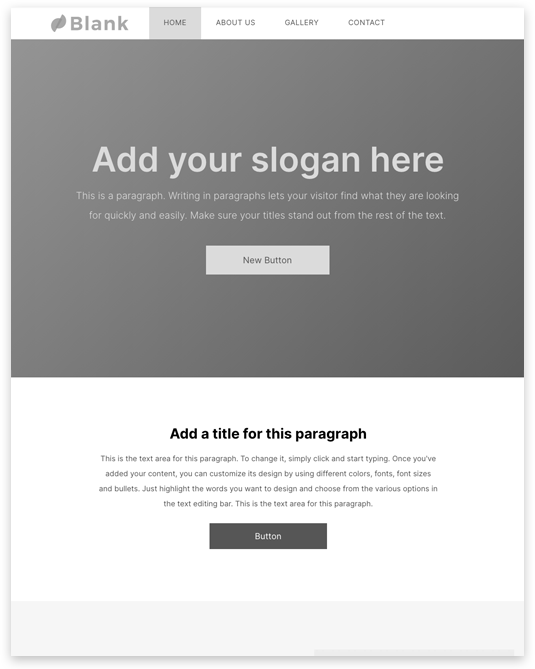 Blank
HOME ABOUT US GALLERY CONTACT
Add your slogan here
This is a paragraph. Writing in paragraphs lets your visitor find what they are looking
for quickly and easily. Make sure your titles stand out from the rest of the text.
New Button
Add a title for this paragraph
This is the text area for this paragraph. To change it, simply click and start typing. Once you've
added your content, you can customize its design by using different colors, fonts, font sizes
and bullets. Just highlight the words you want to design and choose from the various options in
the text editing bar. This is the text area for this paragraph.
Button